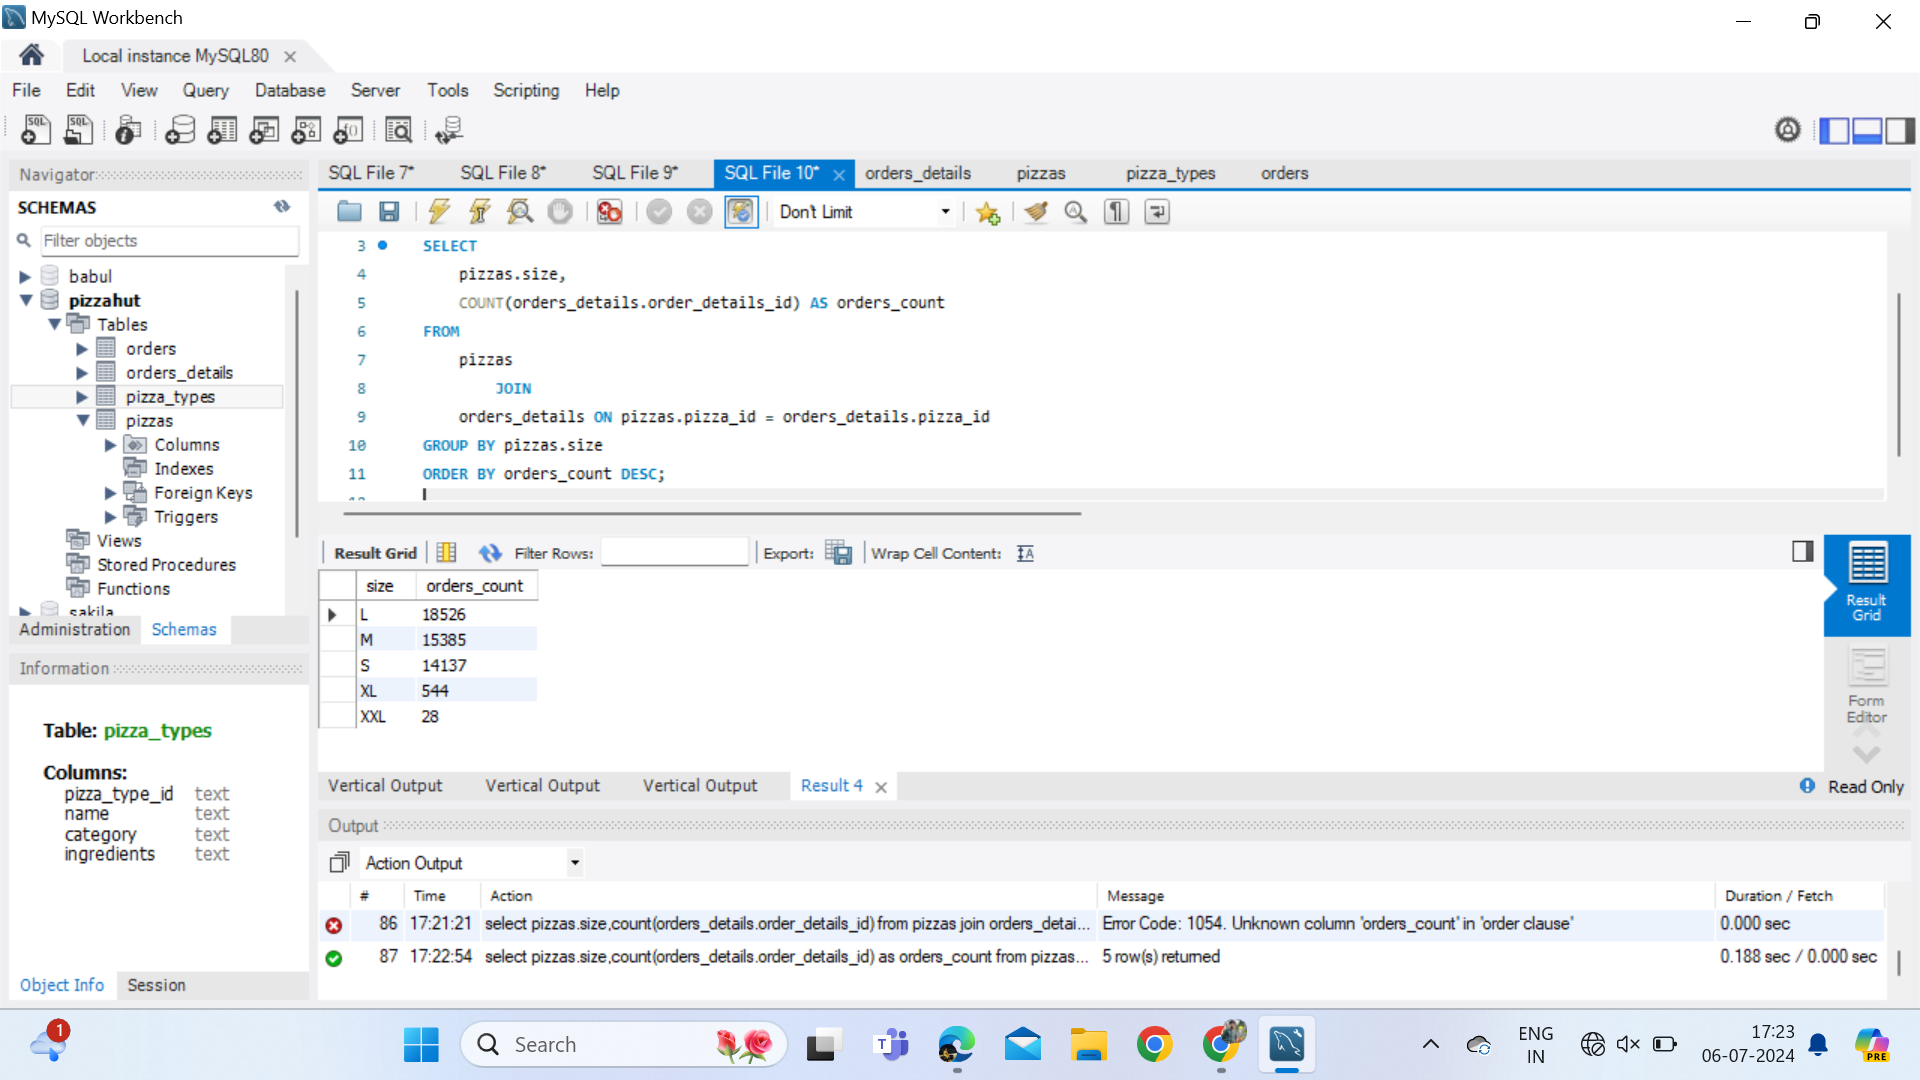 MySQL Workbench
Local instance MySQL80
File Edit View Query Database Server Tools Scripting Help
Navigator
SCHEMAS
Filter objects
babul
pizzahut
Tables
orders
orders_details
pizza_types
pizzas
Columns
Indexes
Foreign Keys
Triggers
Views
Stored Procedures
Functions
sakila
Administration Schemas
Information
Table: pizza_types
Columns:
pizza_type_id text
name text
category text
ingredients text
Object Info Session
SQL File 7* SQL File 8* SQL File 9* SQL File 10* orders_details pizzas pizza_types orders
Don't Limit
3 SELECT
4 pizzas.size,
5 COUNT(orders_details.order_details_id) AS orders_count
6 FROM
7 pizzas
8 JOIN
9 orders_details ON pizzas.pizza_id = orders_details.pizza_id
10 GROUP BY pizzas.size
11 ORDER BY orders_count DESC;
Result Grid Filter Rows: Export: Wrap Cell Content:
size orders_count
L 18526
M 15385
S 14137
XL 544
XXL 28
Result
Grid
Form
Editor
Vertical Output Vertical Output Vertical Output Result 4 Read Only
Output
Action Output
# Time Action Message Duration / Fetch
86 17:21:21 select pizzas.size,count(orders_details.order_details_id) from pizzas join orders_detai... Error Code: 1054. Unknown column 'orders_count' in 'order clause' 0.000 sec
87 17:22:54 select pizzas.size,count(orders_details.order_details_id) as orders_count from pizzas... 5 row(s) returned 0.188 sec / 0.000 sec
1
Search
ENG
IN
17:23
06-07-2024
PRE